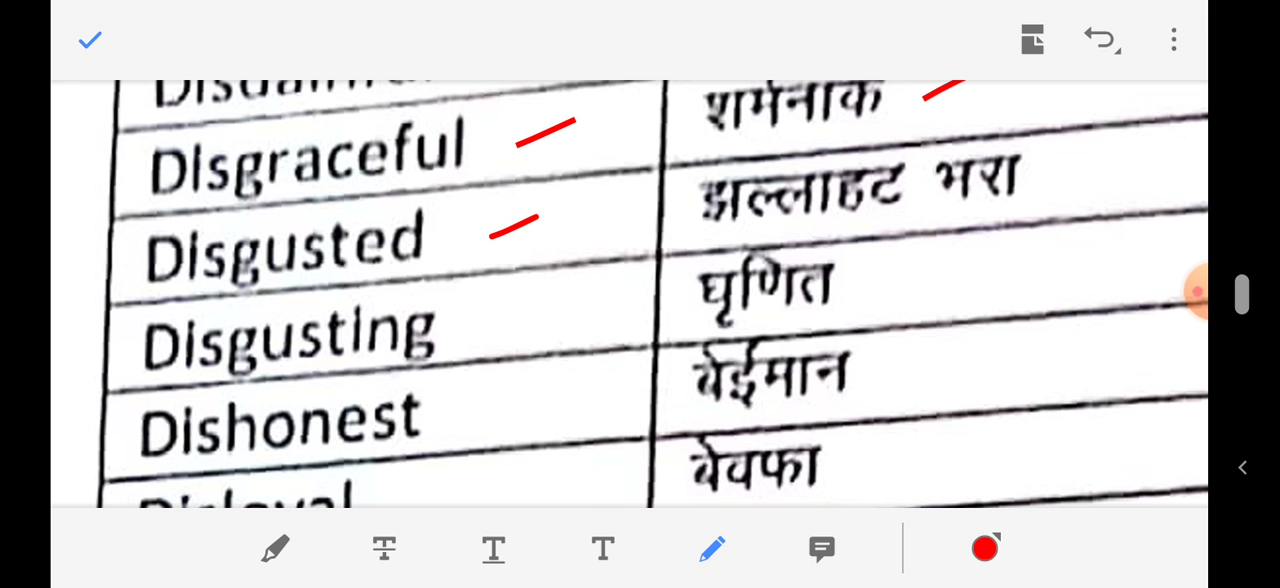 Disgraceful शर्मनाक
Disgusted झल्लाहट भरा
Disgusting घृणित
Dishonest बेईमान
बेवफा